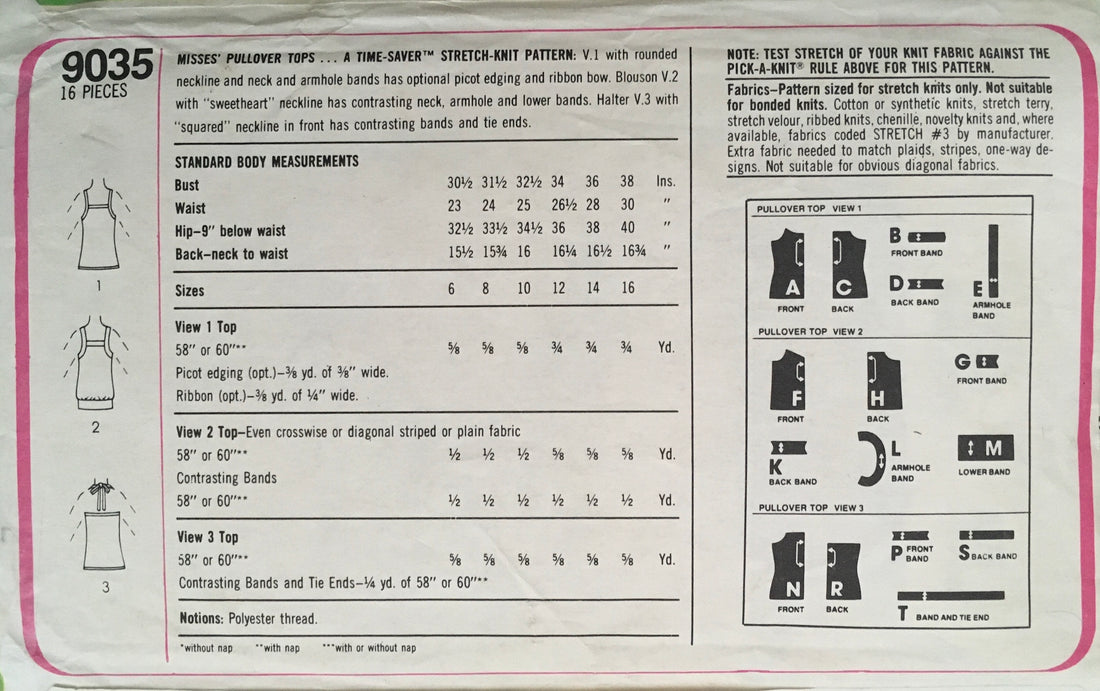 9035
16 PIECES
MISSES' PULLOVER TOPS . . . A TIME-SAVER™ STRETCH-KNIT PATTERN: V.1 with rounded
neckline and neck and armhole bands has optional picot edging and ribbon bow. Blouson V.2
with "sweetheart" neckline has contrasting neck, armhole and lower bands. Halter V.3 with
"squared" neckline in front has contrasting bands and tie ends.
STANDARD BODY MEASUREMENTS
Bust 30½ 31½ 32½ 34 36 38 Ins.
Waist 23 24 25 26½ 28 30 "
Hip–9" below waist 32½ 33½ 34½ 36 38 40 "
Back–neck to waist 15½ 15¾ 16 16¼ 16½ 16¾ "
Sizes 6 8 10 12 14 16
View 1 Top
58" or 60"** ⅝ ⅝ ⅝ ¾ ¾ ¾ Yd.
Picot edging (opt.)–⅜ yd. of ⅜" wide.
Ribbon (opt.)–⅜ yd. of ¼" wide.
View 2 Top–Even crosswise or diagonal striped or plain fabric
58" or 60"** ½ ½ ½ ⅝ ⅝ ⅝ Yd.
Contrasting Bands
58" or 60"** ½ ½ ½ ½ ½ ½ Yd.
View 3 Top
58" or 60"** ⅝ ⅝ ⅝ ⅝ ⅝ ⅝ Yd.
Contrasting Bands and Tie Ends–¼ yd. of 58" or 60"**
Notions: Polyester thread.
*without nap **with nap ***with or without nap
1
2
3
NOTE: TEST STRETCH OF YOUR KNIT FABRIC AGAINST THE
PICK-A-KNIT® RULE ABOVE FOR THIS PATTERN.
Fabrics–Pattern sized for stretch knits only. Not suitable
for bonded knits. Cotton or synthetic knits, stretch terry,
stretch velour, ribbed knits, chenille, novelty knits and, where
available, fabrics coded STRETCH #3 by manufacturer.
Extra fabric needed to match plaids, stripes, one-way de-
signs. Not suitable for obvious diagonal fabrics.
PULLOVER TOP VIEW 1
A
FRONT
C
BACK
B
FRONT BAND
D
BACK BAND
E
ARMHOLE
BAND
PULLOVER TOP VIEW 2
F
FRONT
H
BACK
G
FRONT BAND
K
BACK BAND
L
ARMHOLE
BAND
M
LOWER BAND
PULLOVER TOP VIEW 3
N
FRONT
R
BACK
P FRONT
BAND
S BACK BAND
T BAND AND TIE END